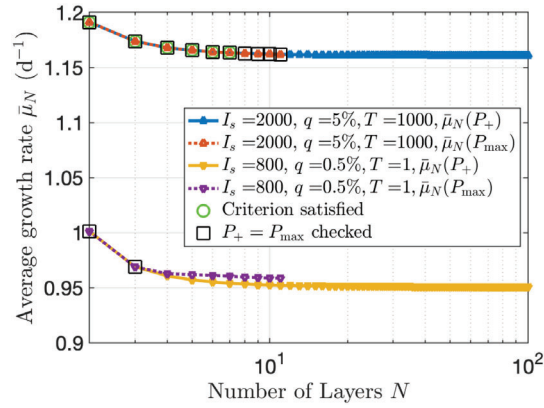 1.2
1.15
1.1
1.05
1
0.95
0.9
Average growth rate μ̄_N (d⁻¹)
I_s =2000, q =5%, T =1000, μ̄_N(P_+)
I_s =2000, q =5%, T =1000, μ̄_N(P_max)
I_s =800, q =0.5%, T =1, μ̄_N(P_+)
I_s =800, q =0.5%, T =1, μ̄_N(P_max)
Criterion satisfied
P_+ = P_max checked
10¹
10²
Number of Layers N